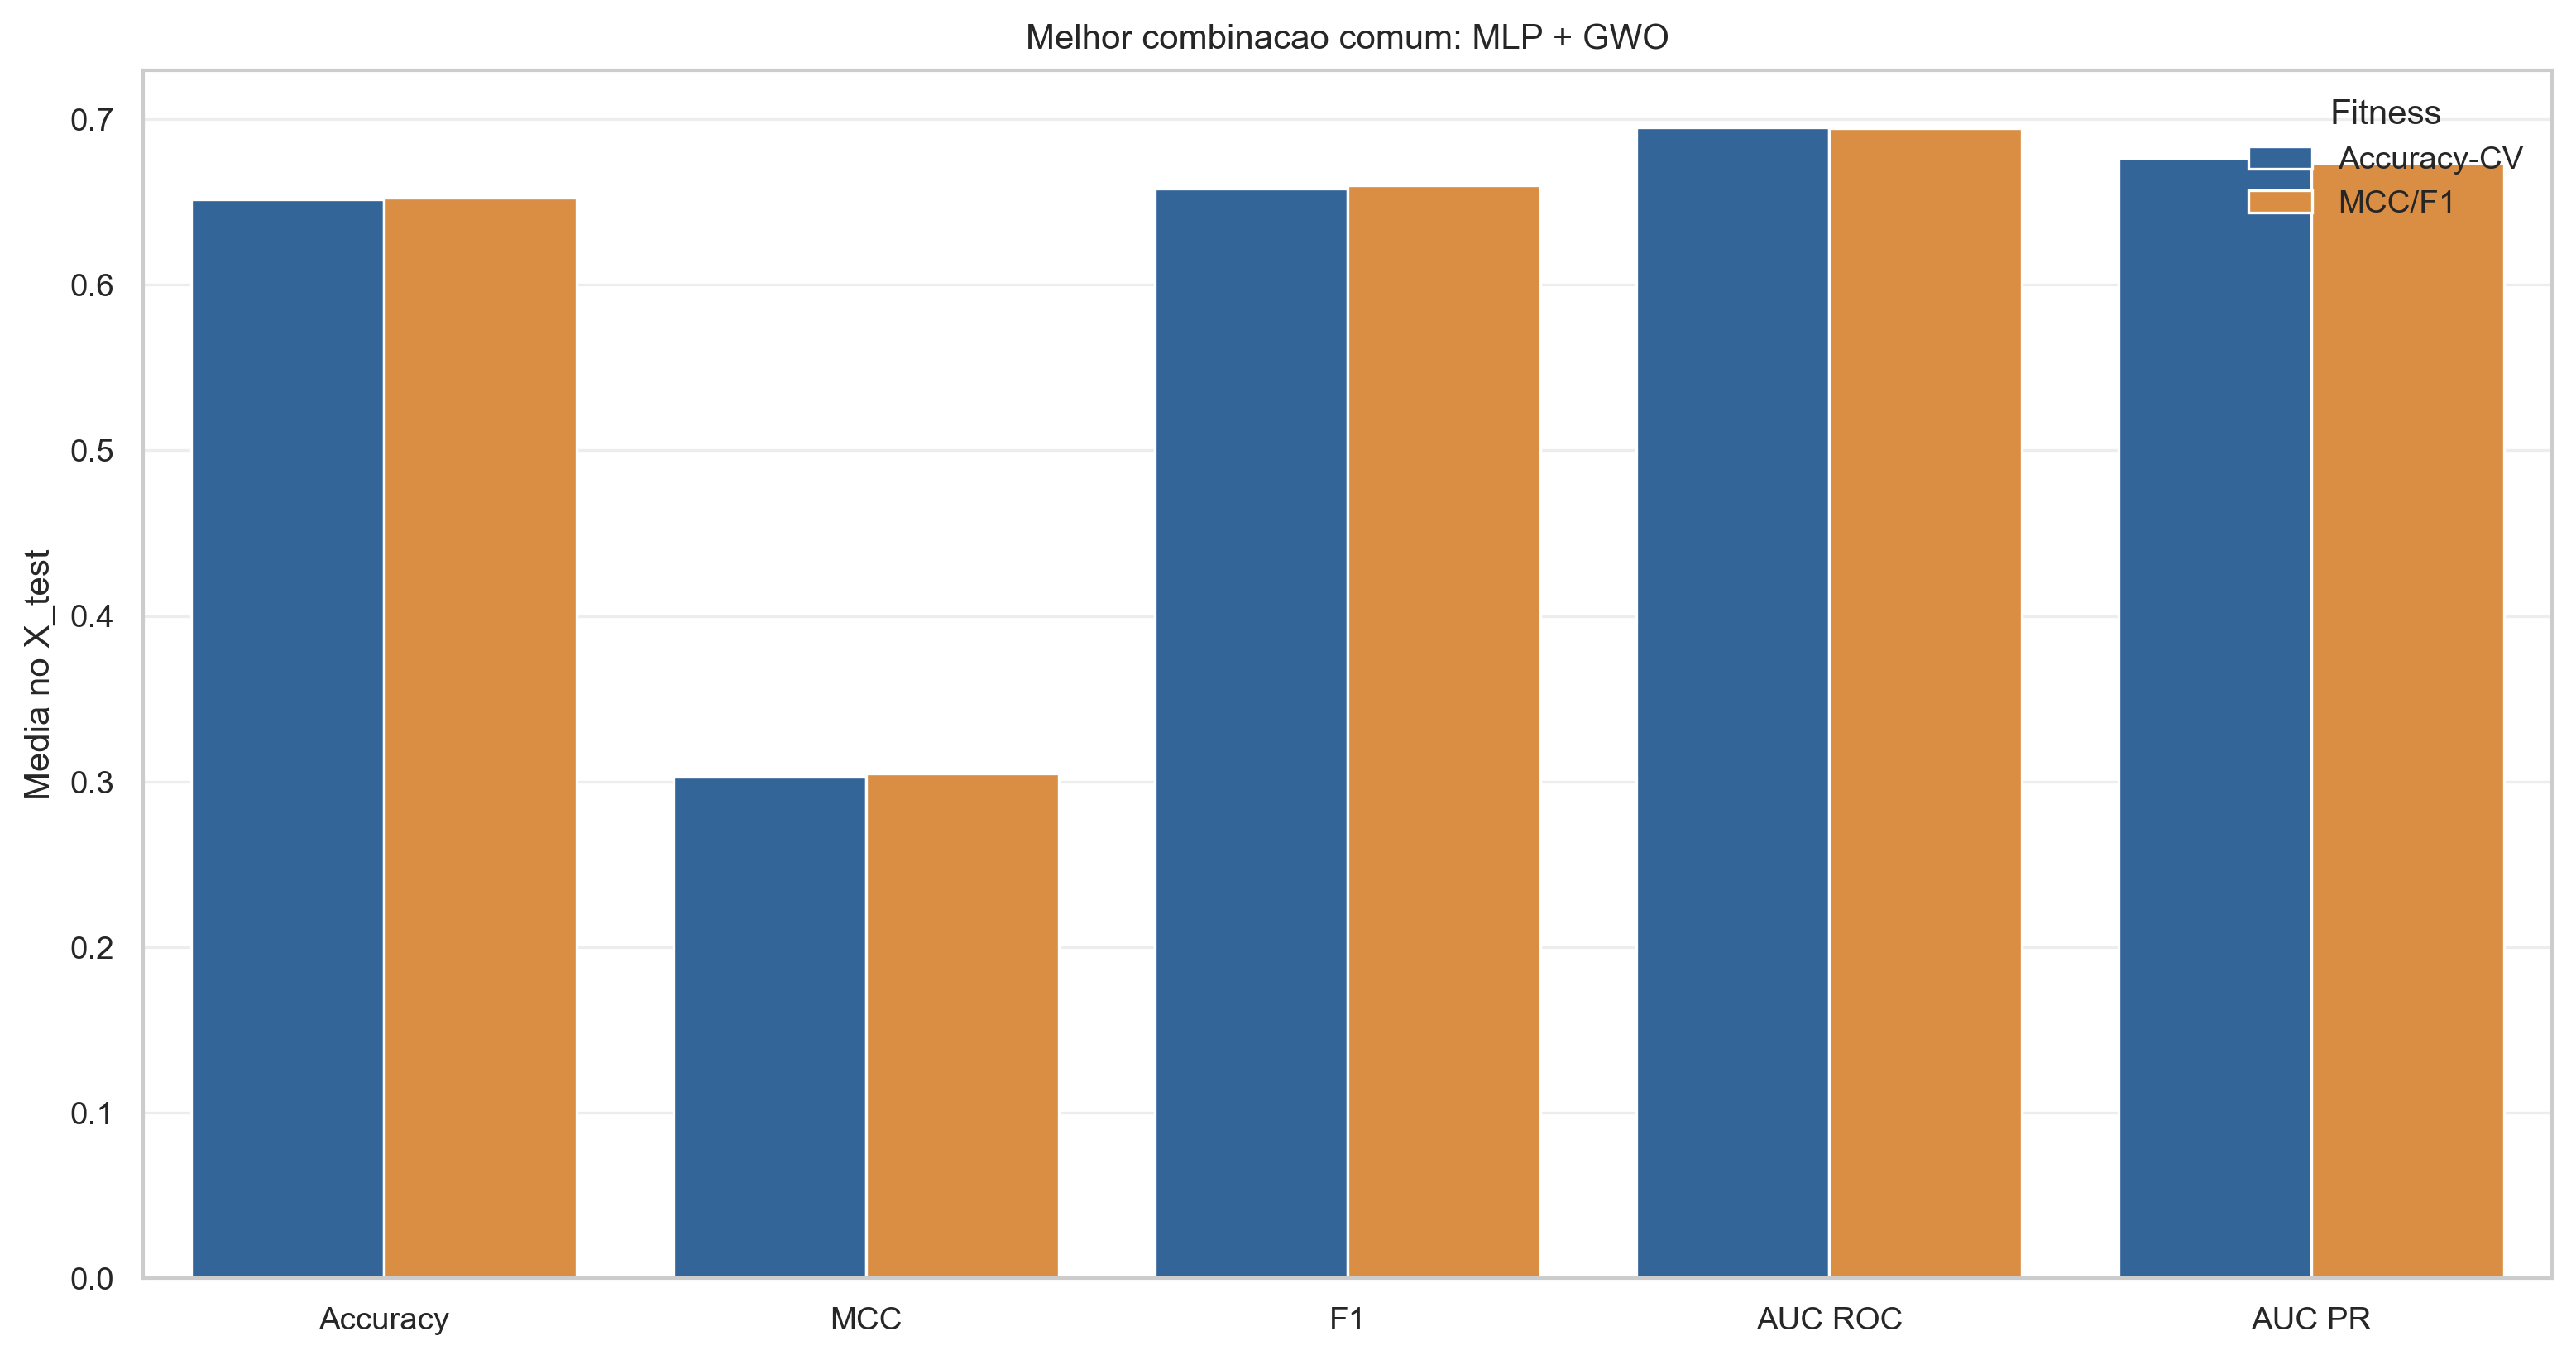 Melhor combinacao comum: MLP + GWO
Fitness
Accuracy-CV
MCC/F1
Media no X_test
0.7
0.6
0.5
0.4
0.3
0.2
0.1
0.0
Accuracy
MCC
F1
AUC ROC
AUC PR